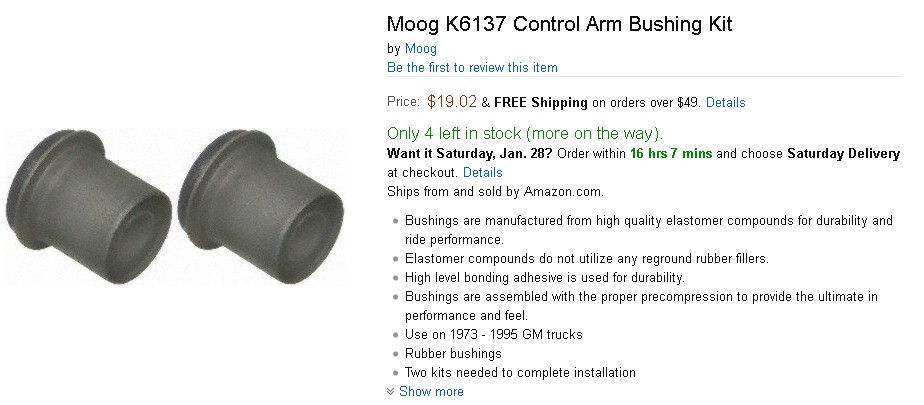 Moog K6137 Control Arm Bushing Kit
by Moog
Be the first to review this item
Price: $19.02 & FREE Shipping on orders over $49. Details
Only 4 left in stock (more on the way).
Want it Saturday, Jan. 28? Order within 16 hrs 7 mins and choose Saturday Delivery
at checkout. Details
Ships from and sold by Amazon.com.
Bushings are manufactured from high quality elastomer compounds for durability and
ride performance.
Elastomer compounds do not utilize any reground rubber fillers.
High level bonding adhesive is used for durability.
Bushings are assembled with the proper precompression to provide the ultimate in
performance and feel.
Use on 1973 - 1995 GM trucks
Rubber bushings
Two kits needed to complete installation
Show more